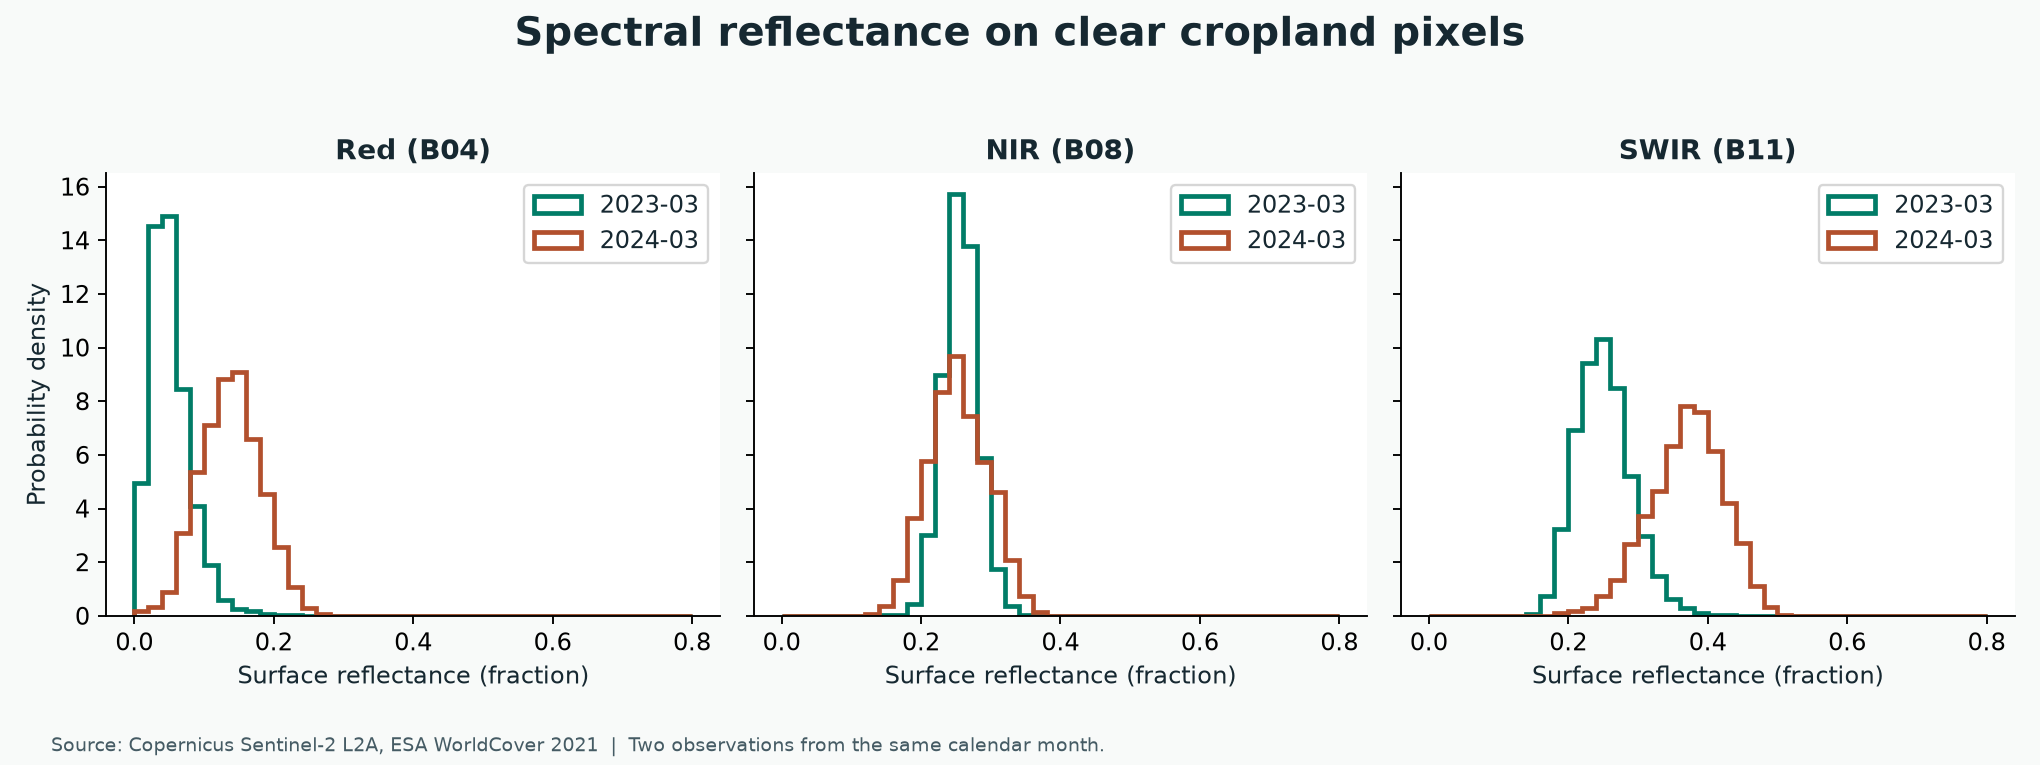 Spectral reflectance on clear cropland pixels
Red (B04)
NIR (B08)
SWIR (B11)
2023-03
2024-03
2023-03
2024-03
2023-03
2024-03
Probability density
16
14
12
10
8
6
4
2
0
0.0 0.2 0.4 0.6 0.8
0.0 0.2 0.4 0.6 0.8
0.0 0.2 0.4 0.6 0.8
Surface reflectance (fraction)
Surface reflectance (fraction)
Surface reflectance (fraction)
Source: Copernicus Sentinel-2 L2A, ESA WorldCover 2021 | Two observations from the same calendar month.